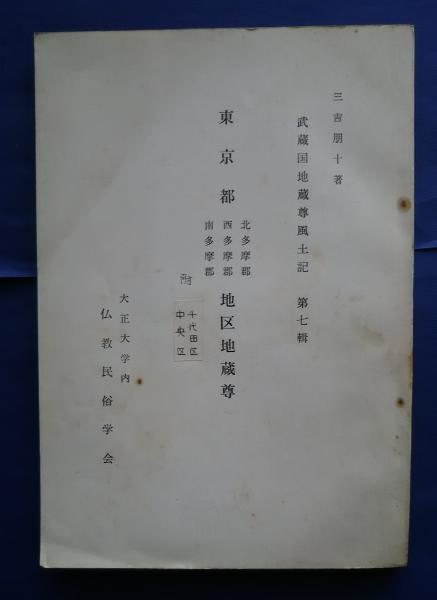 三吉朋十著
武蔵国地蔵尊風土記 第七輯
東京都
北多摩郡
西多摩郡
南多摩郡
地区地蔵尊
附
千代田区
中央区
大正大学内
仏教民俗学会